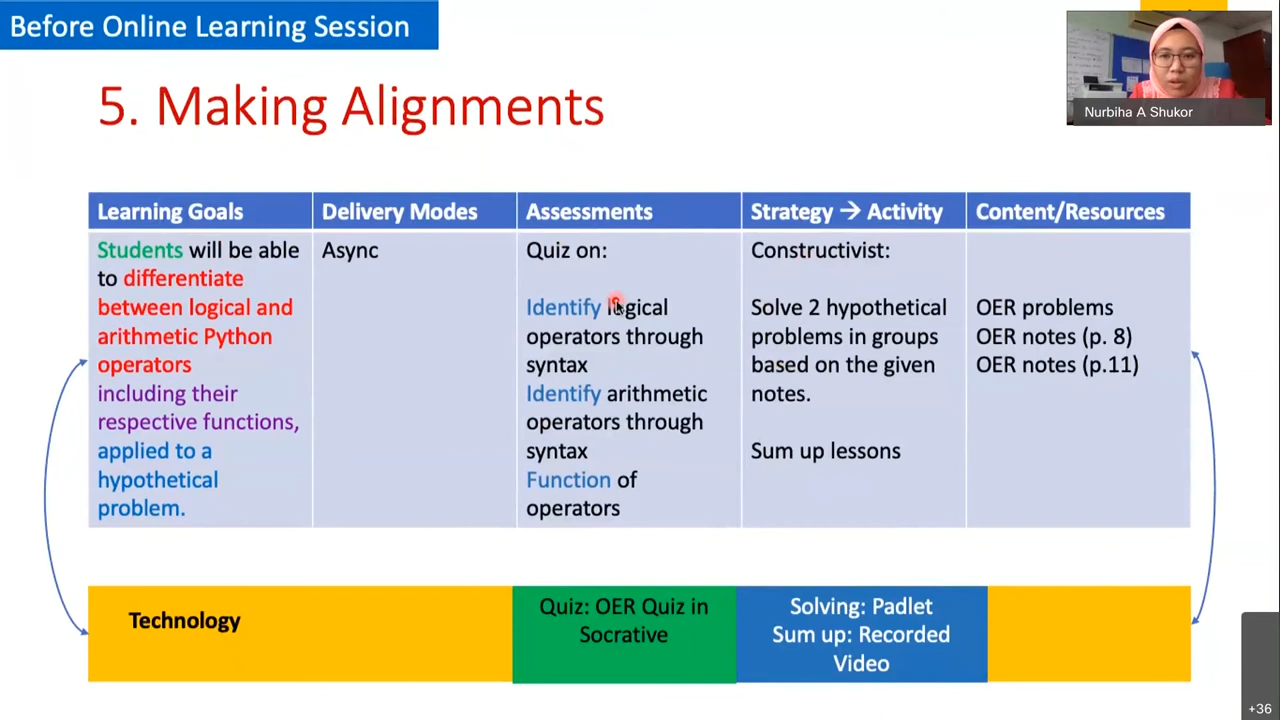 Before Online Learning Session
Nurbiha A Shukor
5. Making Alignments
Learning Goals
Delivery Modes
Assessments
Strategy → Activity
Content/Resources
Students will be able
to differentiate
between logical and
arithmetic Python
operators
including their
respective functions,
applied to a
hypothetical
problem.
Async
Quiz on:
Identify logical
operators through
syntax
Identify arithmetic
operators through
syntax
Function of
operators
Constructivist:
Solve 2 hypothetical
problems in groups
based on the given
notes.
Sum up lessons
OER problems
OER notes (p. 8)
OER notes (p.11)
Technology
Quiz: OER Quiz in
Socrative
Solving: Padlet
Sum up: Recorded
Video
+36